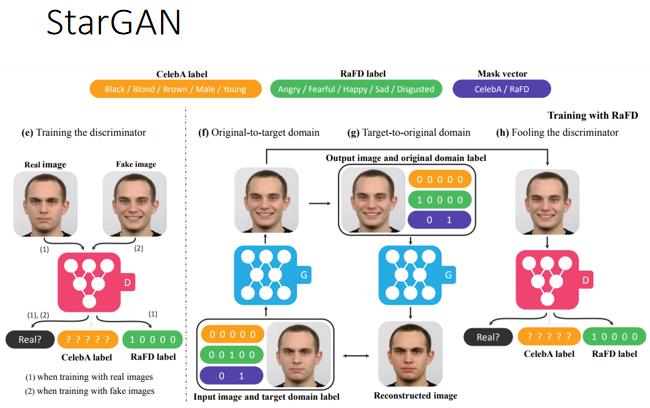 StarGAN
CelebA label
RaFD label
Mask vector
Black / Blond / Brown / Male / Young
Angry / Fearful / Happy / Sad / Disgusted
CelebA / RaFD
Training with RaFD
(e) Training the discriminator
(f) Original-to-target domain
(g) Target-to-original domain
(h) Fooling the discriminator
Real image
Fake image
(1)
(2)
D
(1), (2)
(1)
Real?
? ? ? ? ?
1 0 0 0 0
CelebA label
RaFD label
(1) when training with real images
(2) when training with fake images
Output image and original domain label
0 0 0 0 0
1 0 0 0 0
0 1
G
G
0 0 0 0 0
0 0 1 0 0
0 1
Input image and target domain label
Reconstructed image
D
Real?
? ? ? ? ?
1 0 0 0 0
CelebA label
RaFD label